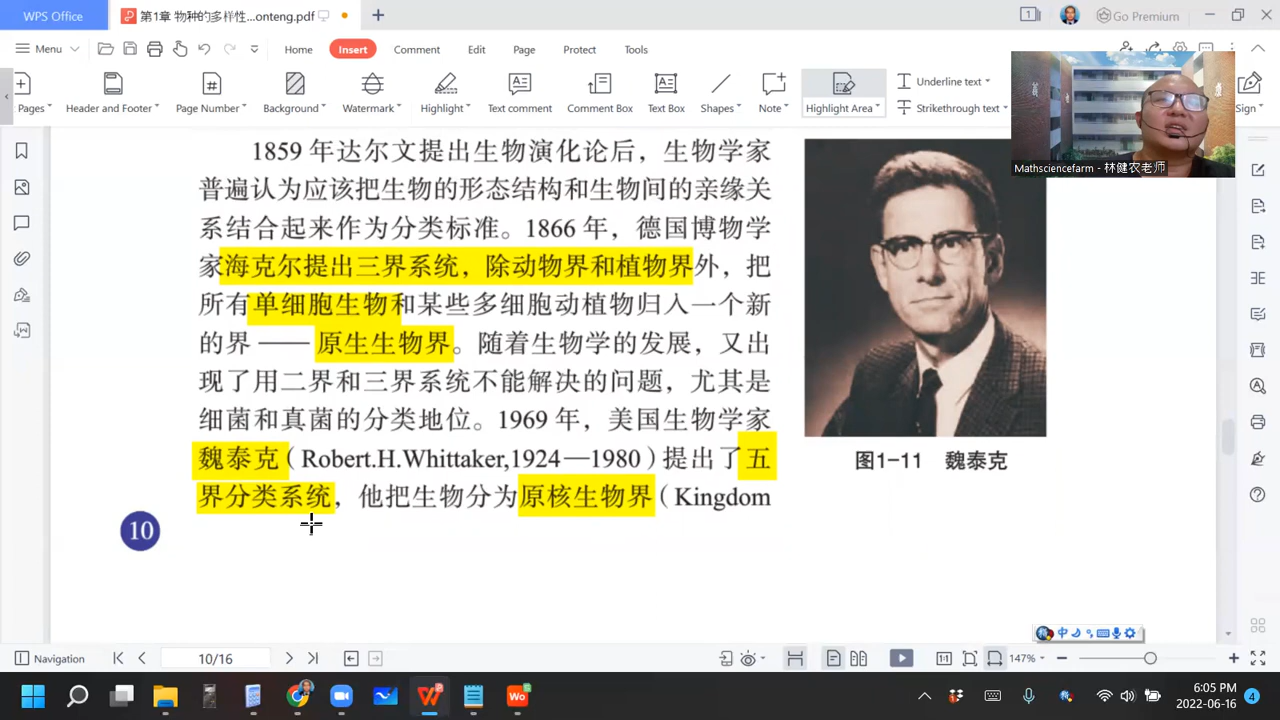 WPS Office
第1章 物种的多样性...onteng.pdf
Go Premium
Menu
Home
Insert
Comment
Edit
Page
Protect
Tools
Pages
Header and Footer
Page Number
Background
Watermark
Highlight
Text comment
Comment Box
Text Box
Shapes
Note
Highlight Area
Underline text
Strikethrough text
Sign
Mathsciencefarm - 林健农老师
1859 年达尔文提出生物演化论后，生物学家
普遍认为应该把生物的形态结构和生物间的亲缘关
系结合起来作为分类标准。1866 年，德国博物学
家海克尔提出三界系统，除动物界和植物界外，把
所有单细胞生物和某些多细胞动植物归入一个新
的界 —— 原生生物界。随着生物学的发展，又出
现了用二界和三界系统不能解决的问题，尤其是
细菌和真菌的分类地位。1969 年，美国生物学家
魏泰克（Robert.H.Whittaker,1924—1980）提出了五
界分类系统，他把生物分为原核生物界（Kingdom
图1-11 魏泰克
10
中
Navigation
10/16
1:1
147%
6:05 PM
2022-06-16
4